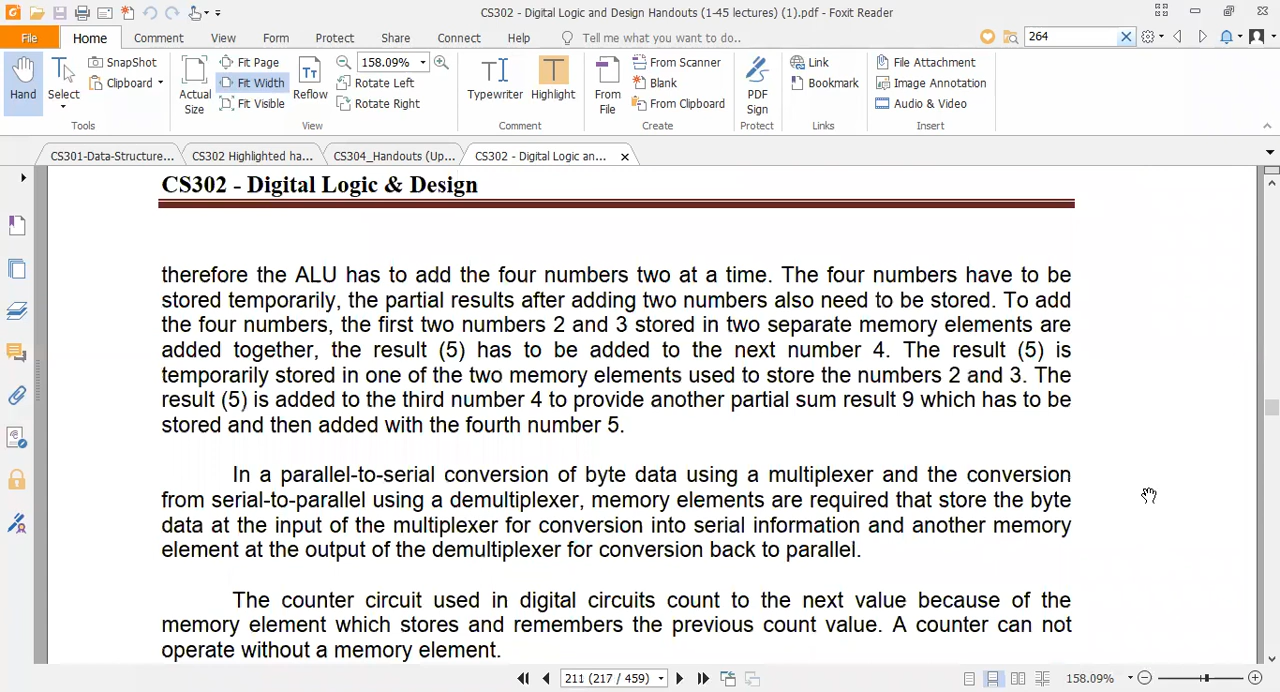 CS302 - Digital Logic and Design Handouts (1-45 lectures) (1).pdf - Foxit Reader
File Home Comment View Form Protect Share Connect Help Tell me what you want to do.. 264
Hand Select SnapShot Clipboard Actual Size Fit Page Fit Width Fit Visible Reflow 158.09% Rotate Left Rotate Right Typewriter Highlight From File From Scanner Blank From Clipboard PDF Sign Link Bookmark File Attachment Image Annotation Audio & Video
Tools View Comment Create Protect Links Insert
CS301-Data-Structure... CS302 Highlighted ha... CS304_Handouts (Up... CS302 - Digital Logic an...
CS302 - Digital Logic & Design
therefore the ALU has to add the four numbers two at a time. The four numbers have to be
stored temporarily, the partial results after adding two numbers also need to be stored. To add
the four numbers, the first two numbers 2 and 3 stored in two separate memory elements are
added together, the result (5) has to be added to the next number 4. The result (5) is
temporarily stored in one of the two memory elements used to store the numbers 2 and 3. The
result (5) is added to the third number 4 to provide another partial sum result 9 which has to be
stored and then added with the fourth number 5.
In a parallel-to-serial conversion of byte data using a multiplexer and the conversion
from serial-to-parallel using a demultiplexer, memory elements are required that store the byte
data at the input of the multiplexer for conversion into serial information and another memory
element at the output of the demultiplexer for conversion back to parallel.
The counter circuit used in digital circuits count to the next value because of the
memory element which stores and remembers the previous count value. A counter can not
operate without a memory element.
211 (217 / 459) 158.09%